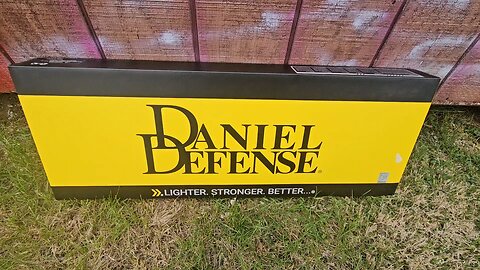 DANIEL
DEFENSE®
LIGHTER. STRONGER. BETTER...®